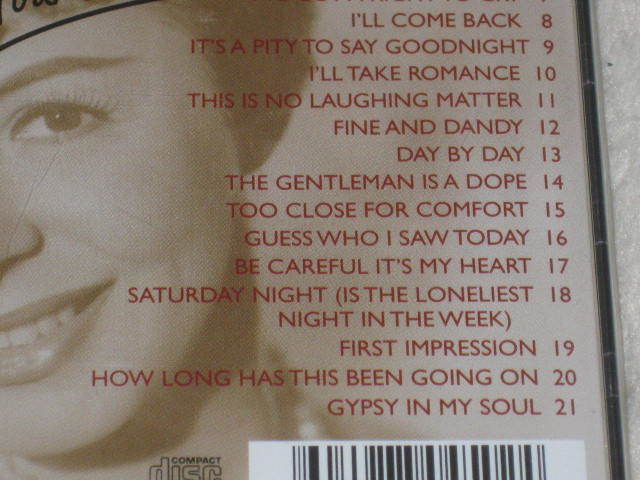 I'LL COME BACK 8
IT'S A PITY TO SAY GOODNIGHT 9
I'LL TAKE ROMANCE 10
THIS IS NO LAUGHING MATTER 11
FINE AND DANDY 12
DAY BY DAY 13
THE GENTLEMAN IS A DOPE 14
TOO CLOSE FOR COMFORT 15
GUESS WHO I SAW TODAY 16
BE CAREFUL IT'S MY HEART 17
SATURDAY NIGHT (IS THE LONELIEST 18
NIGHT IN THE WEEK)
FIRST IMPRESSION 19
HOW LONG HAS THIS BEEN GOING ON 20
GYPSY IN MY SOUL 21
COMPACT
disc